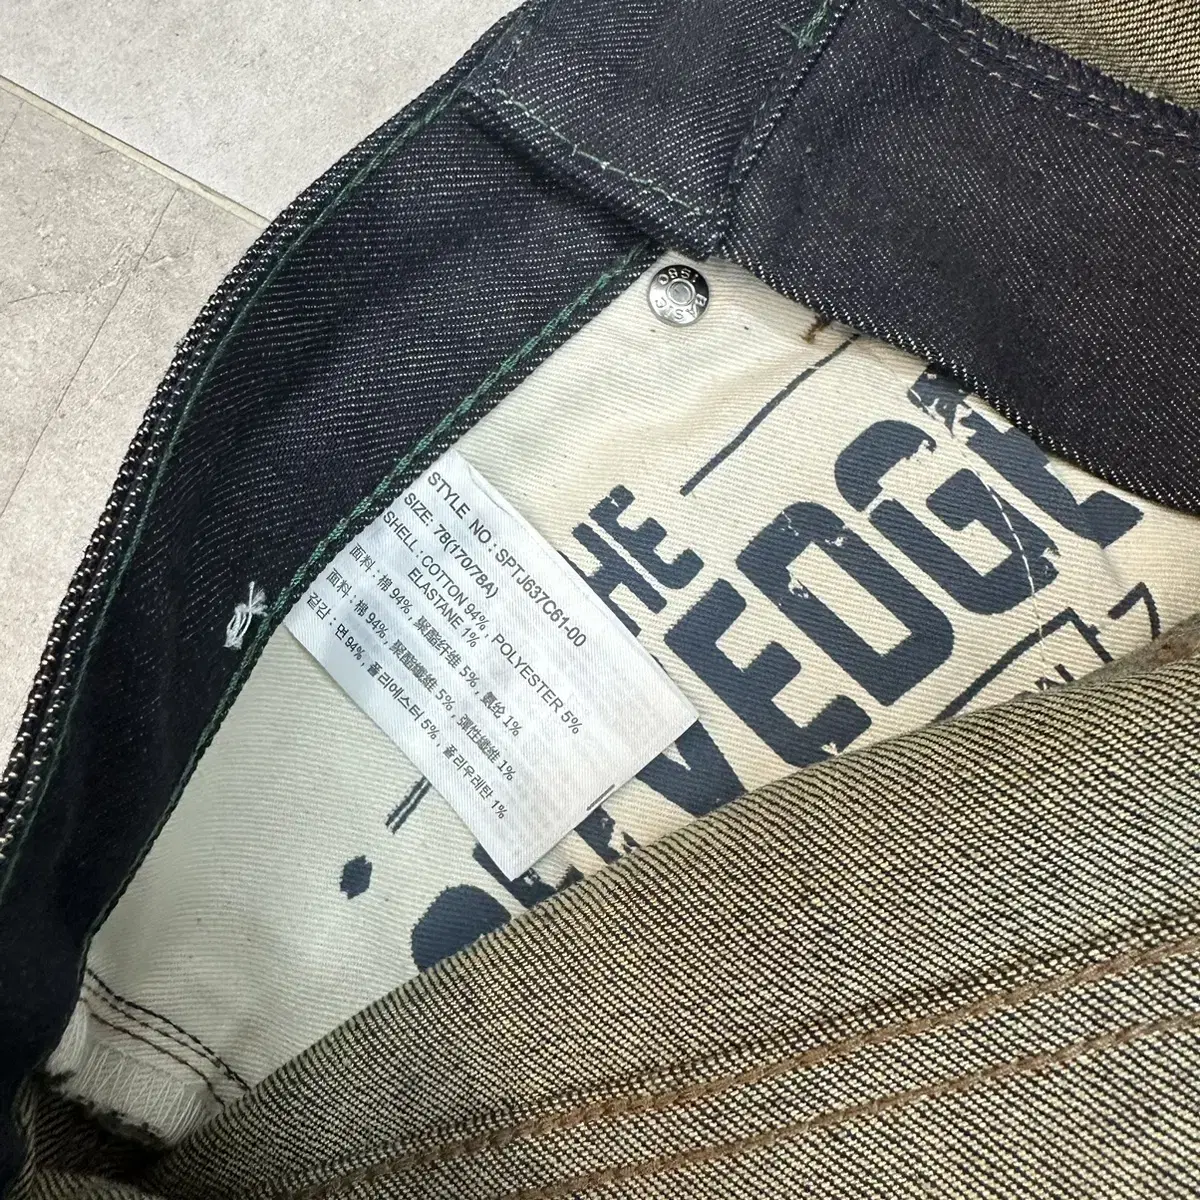 STYLE NO : SPTJ637C61-00
SIZE: 78(170/78A)
SHELL : COTTON 94% , POLYESTER 5%
ELASTANE 1%
面料 : 棉 94% , 聚酯纤维 5% , 氨纶 1%
面料 : 棉 94% , 聚酯纖維 5% , 彈性纖維 1%
겉감 : 면 94% , 폴리에스터 5% , 폴리우레탄 1%
THE